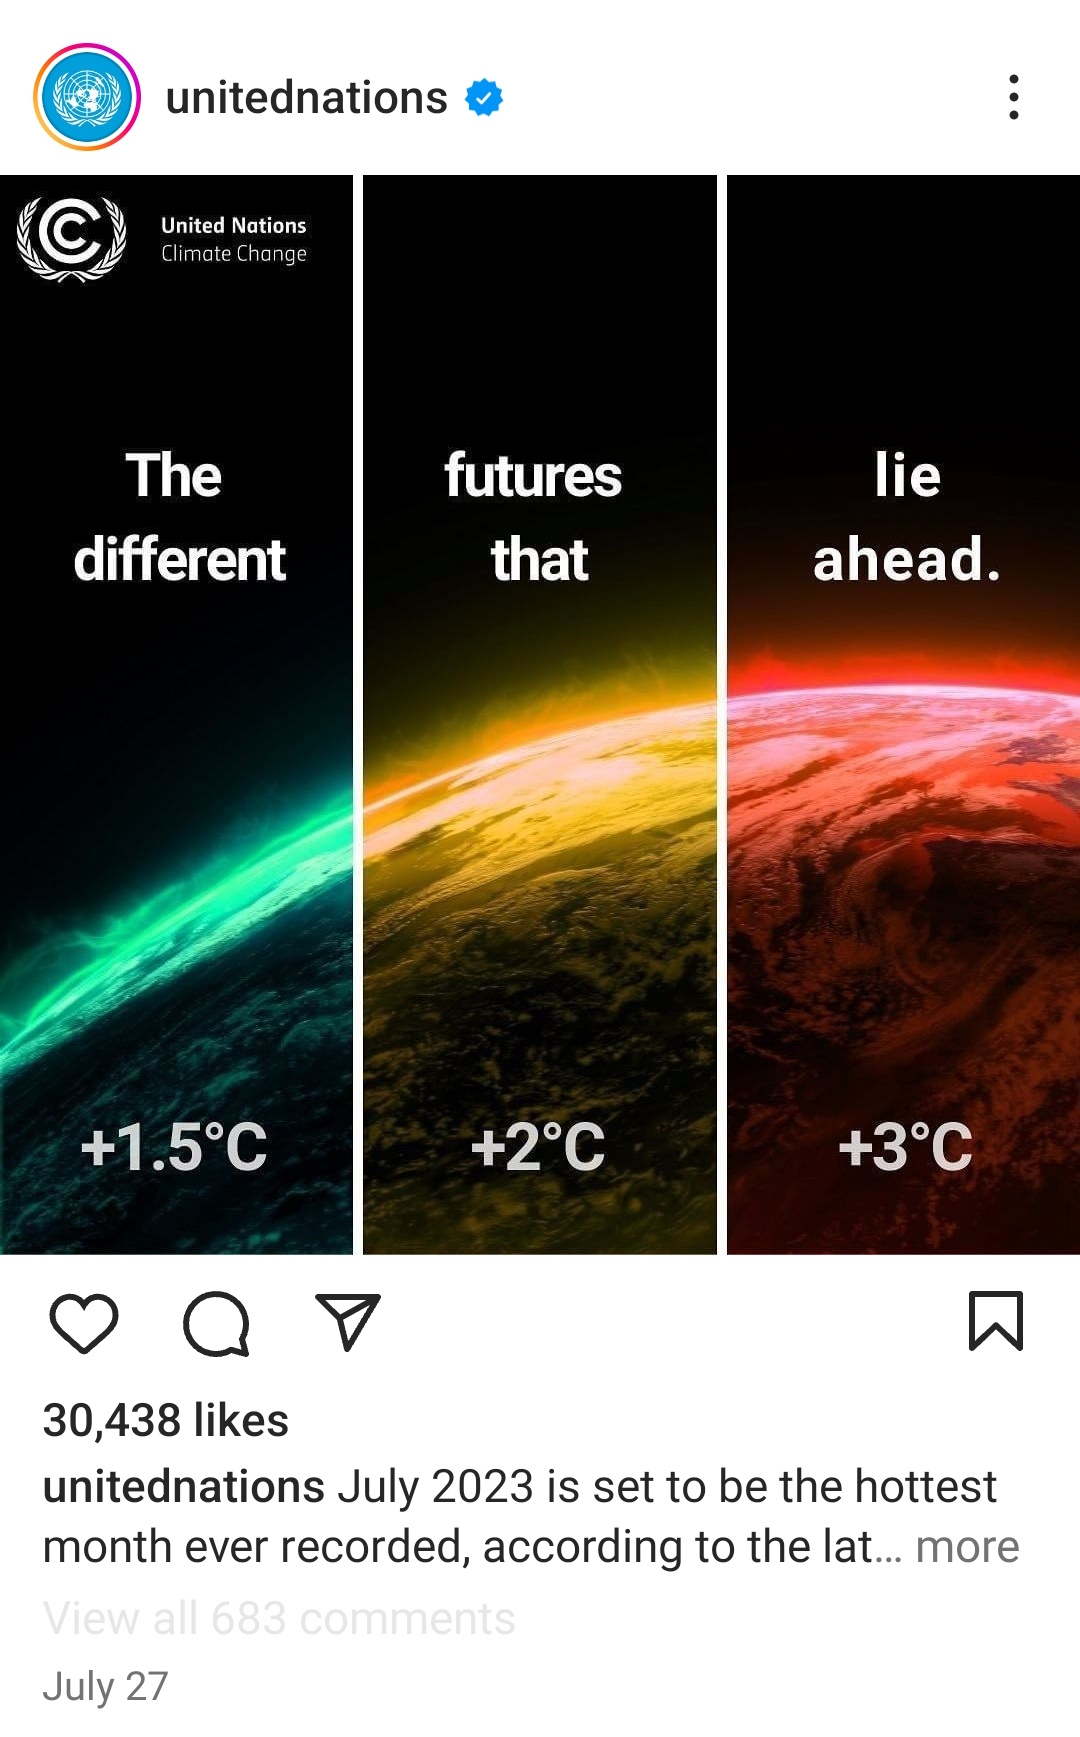 unitednations
United Nations
Climate Change
The
different
futures
that
lie
ahead.
+1.5°C
+2°C
+3°C
30,438 likes
unitednations July 2023 is set to be the hottest
month ever recorded, according to the lat... more
View all 683 comments
July 27